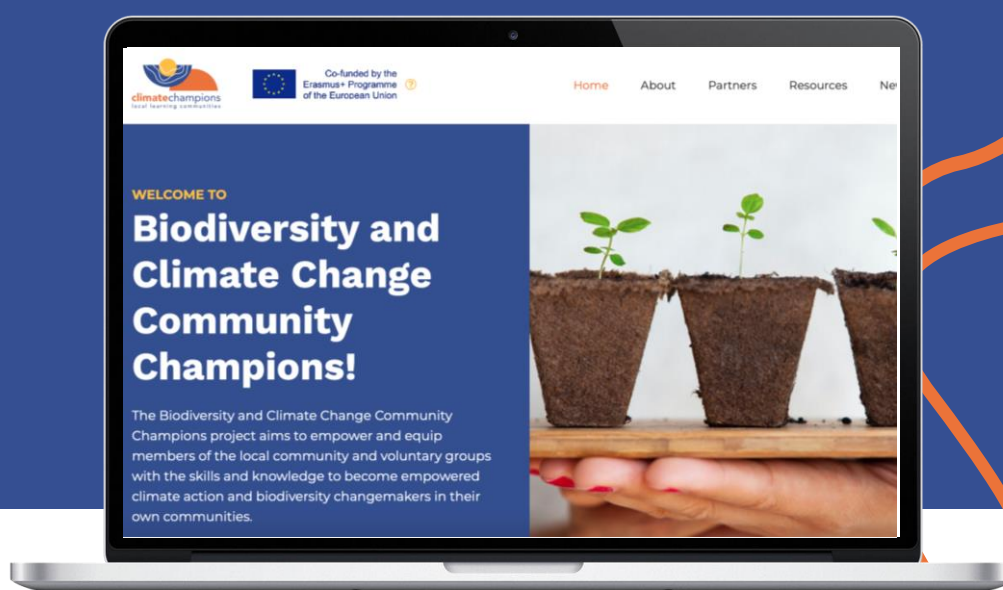 climatechampions
local learning communities
Co-funded by the
Erasmus+ Programme
of the European Union
?
Home About Partners Resources
WELCOME TO
Biodiversity and
Climate Change
Community
Champions!
The Biodiversity and Climate Change Community
Champions project aims to empower and equip
members of the local community and voluntary groups
with the skills and knowledge to become empowered
climate action and biodiversity changemakers in their
own communities.